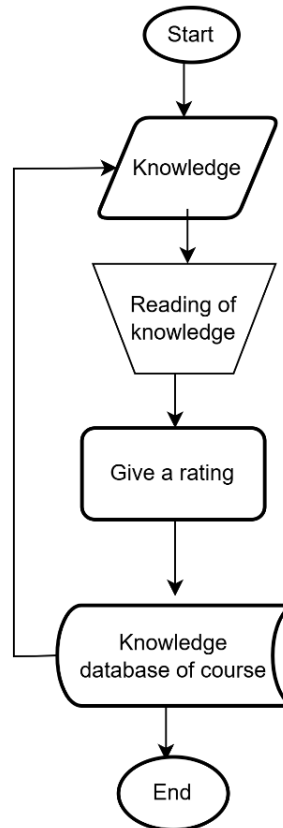 Start
Knowledge
Reading of
knowledge
Give a rating
Knowledge
database of course
End